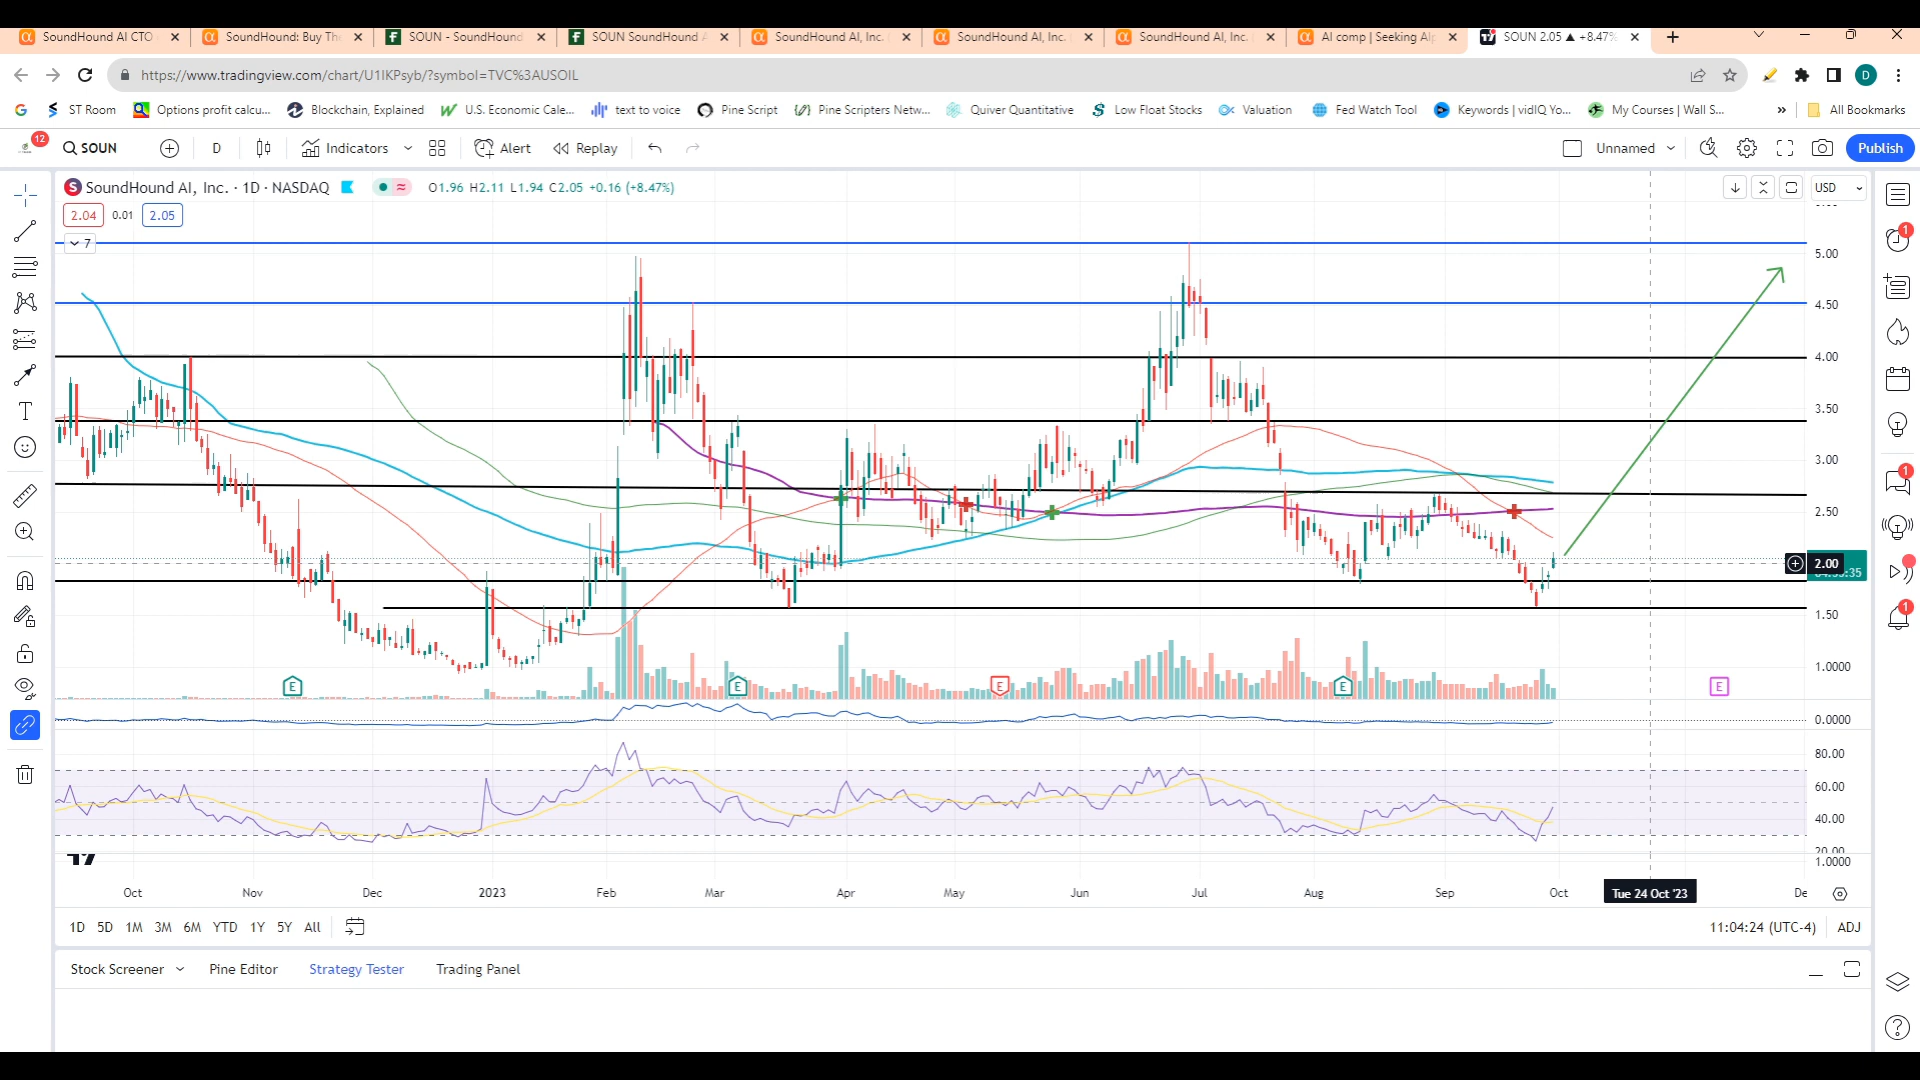 SoundHound AI CTO
SoundHound: Buy The
SOUN - SoundHound
SOUN SoundHound A
SoundHound AI, Inc. (
SoundHound AI, Inc.
SoundHound AI, Inc.
AI comp | Seeking Alp
SOUN 2.05 ▲ +8.47%
https://www.tradingview.com/chart/U1IKPsyb/?symbol=TVC%3AUSOIL
D
ST Room
Options profit calcu...
Blockchain, Explained
U.S. Economic Cale...
text to voice
Pine Script
Pine Scripters Netw...
Quiver Quantitative
Low Float Stocks
Valuation
Fed Watch Tool
Keywords | vidIQ Yo...
My Courses | Wall S...
»
All Bookmarks
12
SOUN
D
Indicators
Alert
Replay
Unnamed
Publish
SoundHound AI, Inc. · 1D · NASDAQ
O1.96 H2.11 L1.94 C2.05 +0.16 (+8.47%)
USD
2.04
0.01
2.05
7
5.00
4.50
4.00
3.50
3.00
2.50
2.00
1.50
1.0000
E
E
E
E
E
0.0000
80.00
60.00
40.00
20.00
1.0000
Oct
Nov
Dec
2023
Feb
Mar
Apr
May
Jun
Jul
Aug
Sep
Oct
Tue 24 Oct '23
De
1D
5D
1M
3M
6M
YTD
1Y
5Y
All
11:04:24 (UTC-4)
ADJ
Stock Screener
Pine Editor
Strategy Tester
Trading Panel
1
1
1